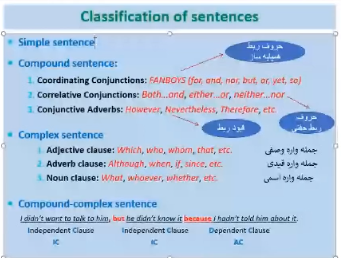 Classification of sentences
Simple sentence
حروف ربط
همپایه ساز
Compound sentence:
1. Coordinating Conjunctions: FANBOYS (for, and, nor, but, or, yet, so)
2. Correlative Conjunctions: Both...and, either...or, neither...nor
3. Conjunctive Adverbs: However, Nevertheless, Therefore, etc
حروف
ربط جفتی
قیود ربط
Complex sentence
1. Adjective clause: Which, who, whom, that, etc. جمله واره وصفی
2. Adverb clause: Although, when, if, since, etc. جمله واره قیدی
3. Noun clause: What, whoever, whether, etc. جمله واره اسمی
Compound-complex sentence
I didn't want to talk to him, but he didn't know it because I hadn't told him about it.
Independent Clause Independent Clause Dependent Clause
IC IC AC